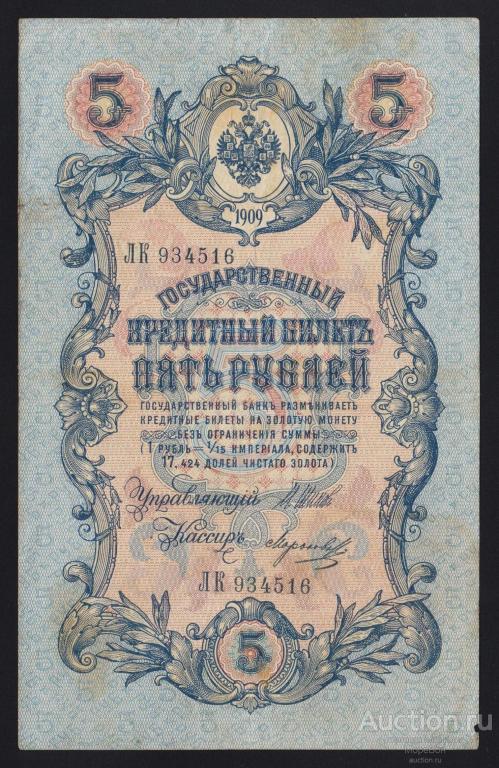 5 5
1909
ЛК 934516
ГОСУДАРСТВЕННЫЙ
КРЕДИТНЫЙ БИЛЕТЪ
ПЯТЬ РУБЛЕЙ
ГОСУДАРСТВЕННЫЙ БАНКЪ РАЗМѢНИВАЕТЪ
КРЕДИТНЫЕ БИЛЕТЫ НА ЗОЛОТУЮ МОНЕТУ
БЕЗЪ ОГРАНИЧЕНІЯ СУММЫ
(1 РУБЛЬ = 1/15 ИМПЕРІАЛА, СОДЕРЖИТЪ
17,424 ДОЛЕЙ ЧИСТАГО ЗОЛОТА)
Управляющій
Кассиръ
ЛК 934516
5
Auction.ru
auction.ru